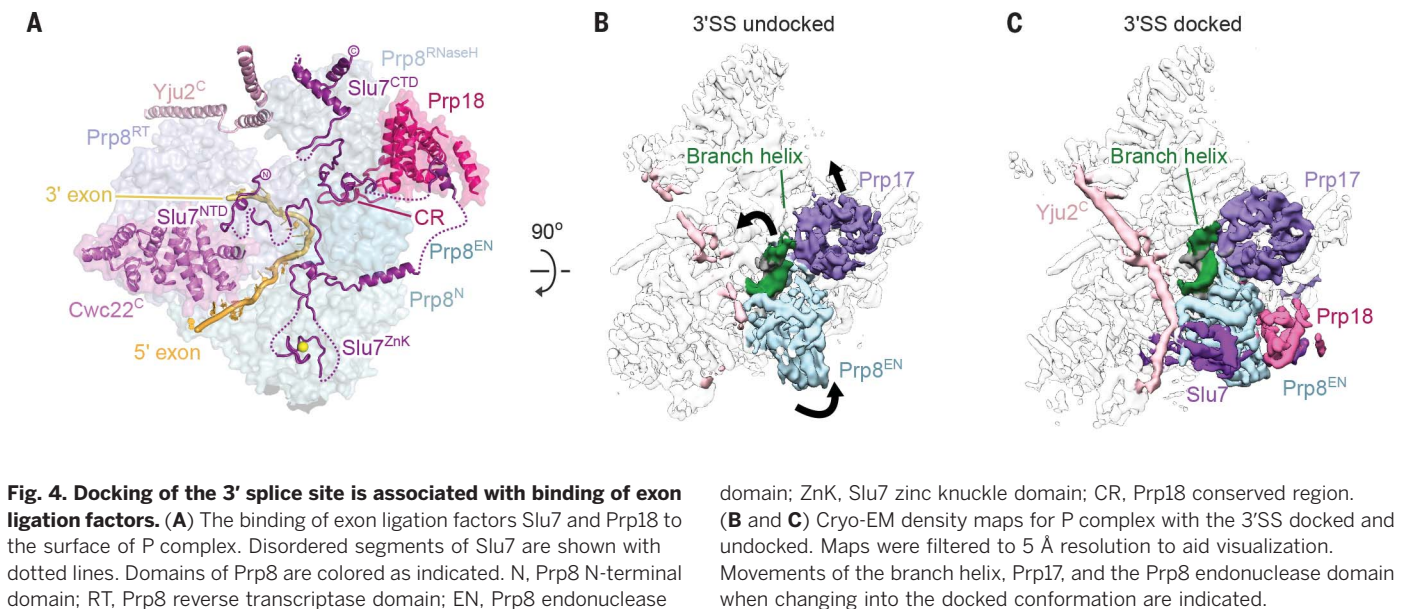 A
Prp8RNaseH
Slu7CTD
Yju2C
Prp18
Prp8RT
3' exon
Slu7NTD
CR
Prp8EN
Cwc22C
Prp8N
5' exon
Slu7ZnK
N
C
90º
B
3'SS undocked
Branch helix
Prp17
Prp8EN
C
3'SS docked
Branch helix
Prp17
Yju2C
Prp18
Slu7
Prp8EN
Fig. 4. Docking of the 3′ splice site is associated with binding of exon
ligation factors. (A) The binding of exon ligation factors Slu7 and Prp18 to
the surface of P complex. Disordered segments of Slu7 are shown with
dotted lines. Domains of Prp8 are colored as indicated. N, Prp8 N-terminal
domain; RT, Prp8 reverse transcriptase domain; EN, Prp8 endonuclease
domain; ZnK, Slu7 zinc knuckle domain; CR, Prp18 conserved region.
(B and C) Cryo-EM density maps for P complex with the 3′SS docked and
undocked. Maps were filtered to 5 Å resolution to aid visualization.
Movements of the branch helix, Prp17, and the Prp8 endonuclease domain
when changing into the docked conformation are indicated.